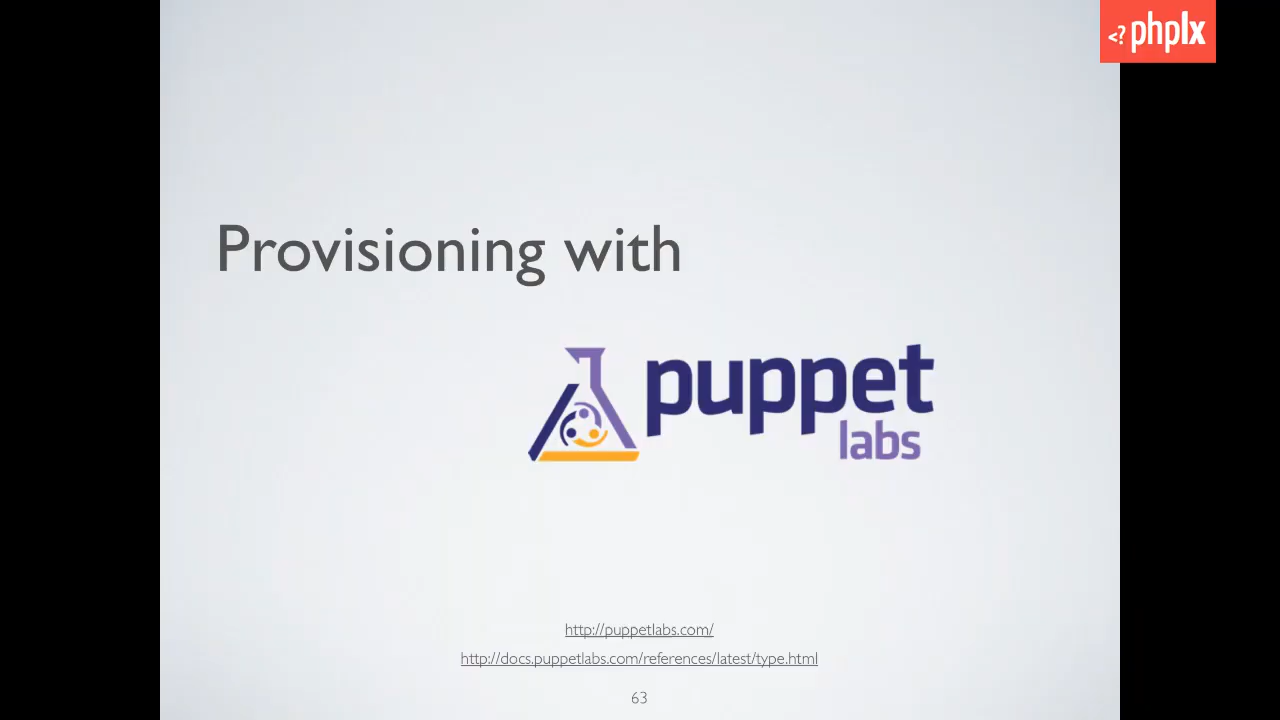 <?phplx
Provisioning with
puppet
labs
http://puppetlabs.com/
http://docs.puppetlabs.com/references/latest/type.html
63